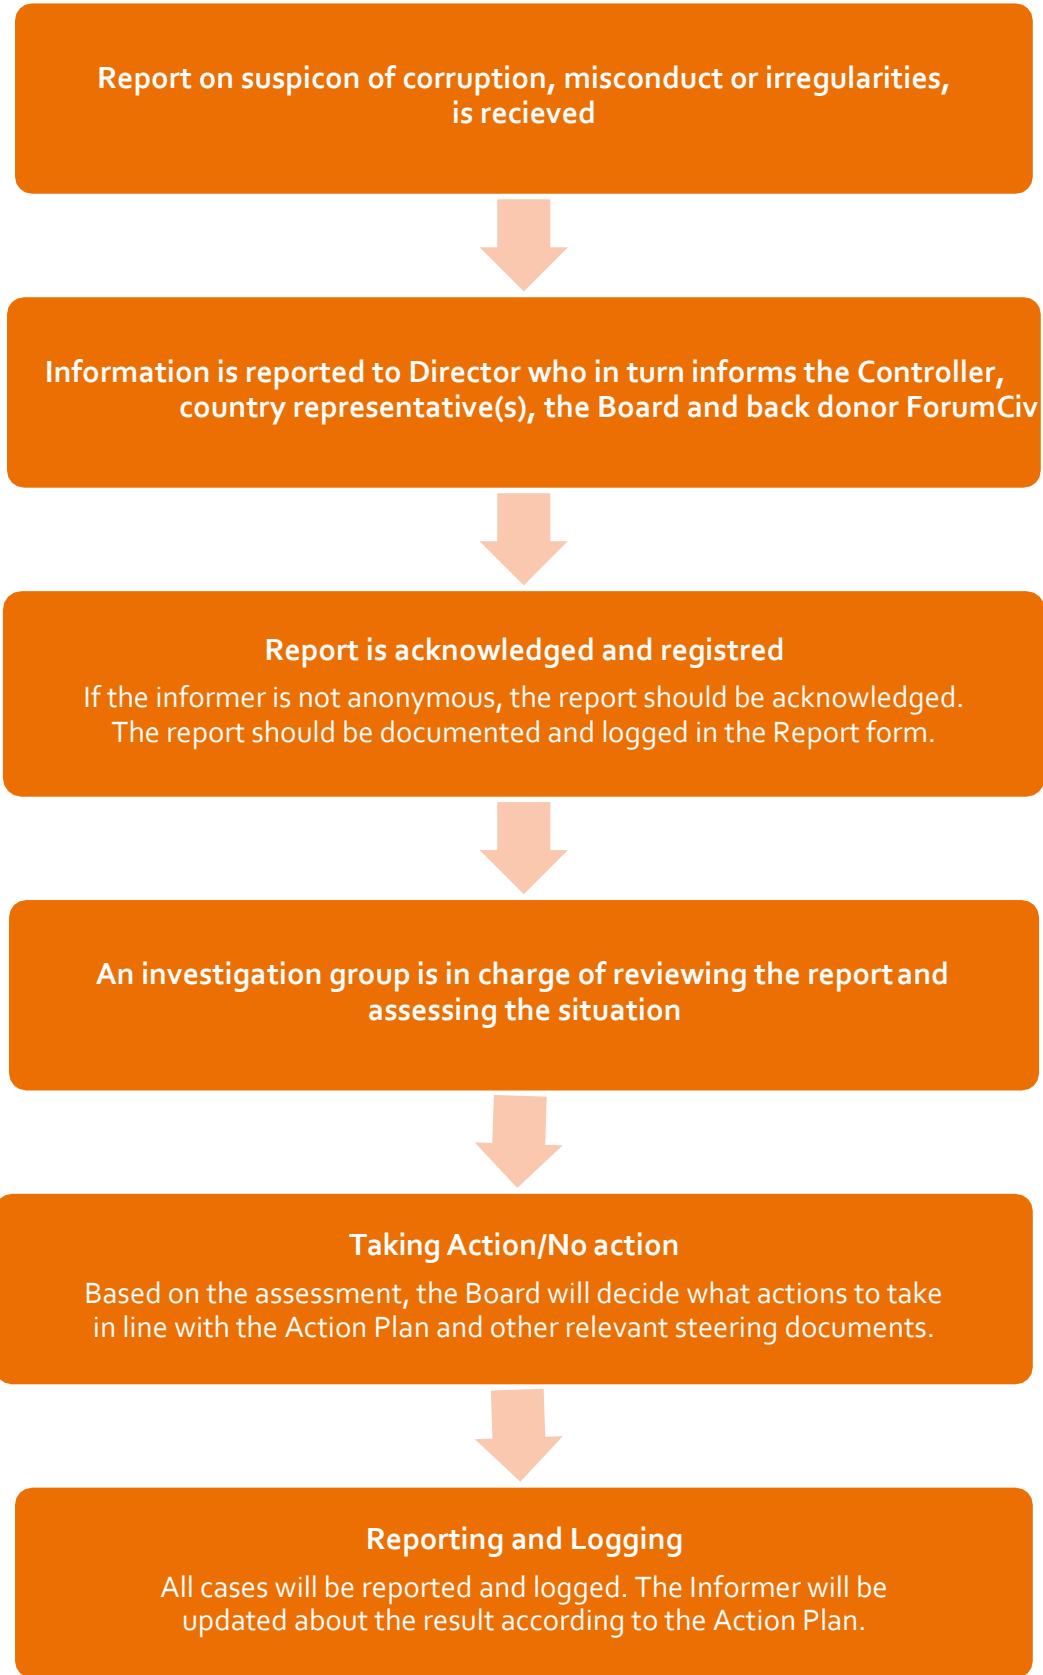 Report on suspicon of corruption, misconduct or irregularities,
is recieved
Information is reported to Director who in turn informs the Controller,
country representative(s), the Board and back donor ForumCiv
Report is acknowledged and registred
If the informer is not anonymous, the report should be acknowledged.
The report should be documented and logged in the Report form.
An investigation group is in charge of reviewing the report and
assessing the situation
Taking Action/No action
Based on the assessment, the Board will decide what actions to take
in line with the Action Plan and other relevant steering documents.
Reporting and Logging
All cases will be reported and logged. The Informer will be
updated about the result according to the Action Plan.